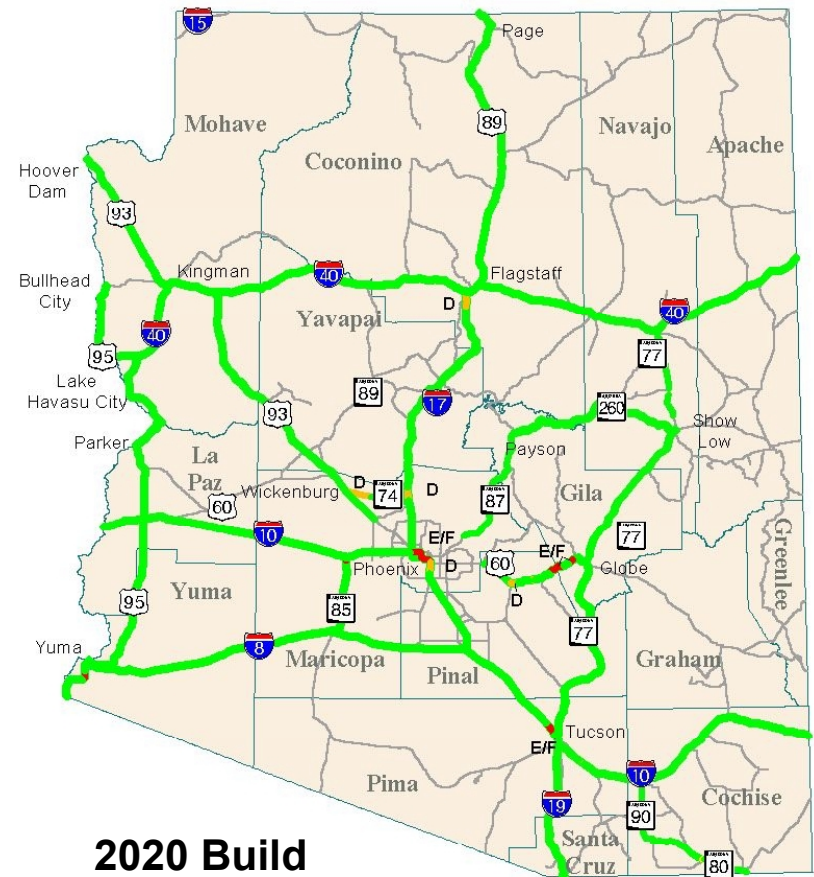 15
Page
Mohave
89
Navajo
Apache
Coconino
Hoover
Dam
93
Kingman
40
Flagstaff
Bullhead
City
D
40
40
Yavapai
77
95
Lake
Havasu City
89
17
260
93
Show
Low
Parker
Payson
La
Paz
D
Wickenburg
74
D
87
Gila
60
10
E/F
77
Greenlee
Phoenix
D
60
E/F
Globe
D
Yuma
95
85
77
Yuma
8
Maricopa
Pinal
Graham
Tucson
E/F
10
Pima
19
90
Cochise
Santa
Cruz
80
2020 Build